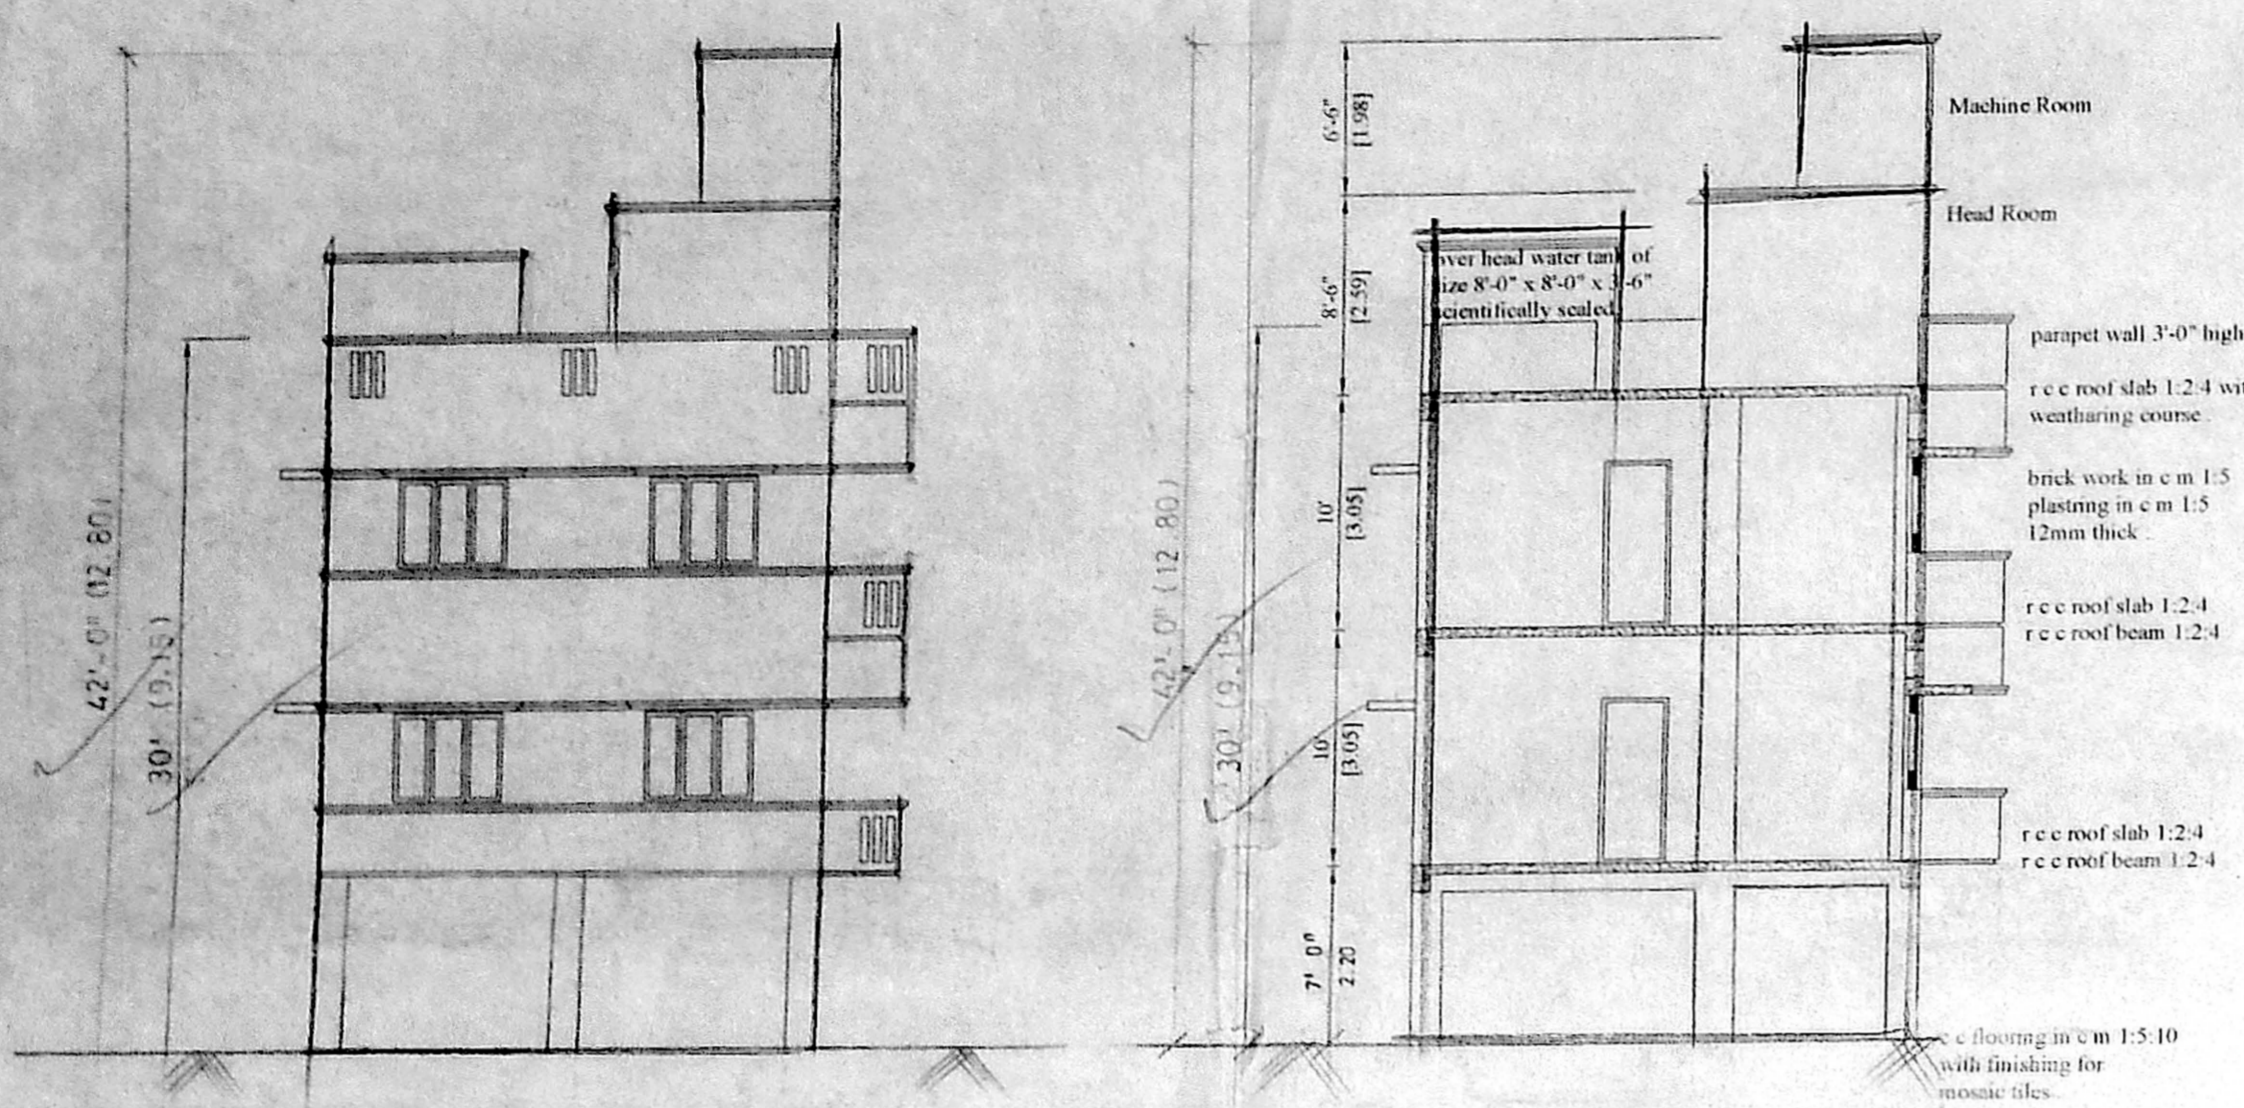 42'-0" (12.80)
30' (9.15)
42'-0" (12.80)
30' (9.15)
6'-6"
[1.98]
8'-6"
[2.59]
10'
[3.05]
10'
[3.05]
7' 0"
2.20
Machine Room
Head Room
over head water tank of
size 8'-0" x 8'-0" x 3'-6"
scientifically sealed
parapet wall 3'-0" high
r c c roof slab 1:2:4 wit
weatharing course .
brick work in c m 1:5
plastring in c m 1:5
12mm thick .
r c c roof slab 1:2:4
r c c roof beam 1:2:4
r c c roof slab 1:2:4
r c c roof beam 1:2:4
c c flooring in c m 1:5:10
with finishing for
mosaic tiles .